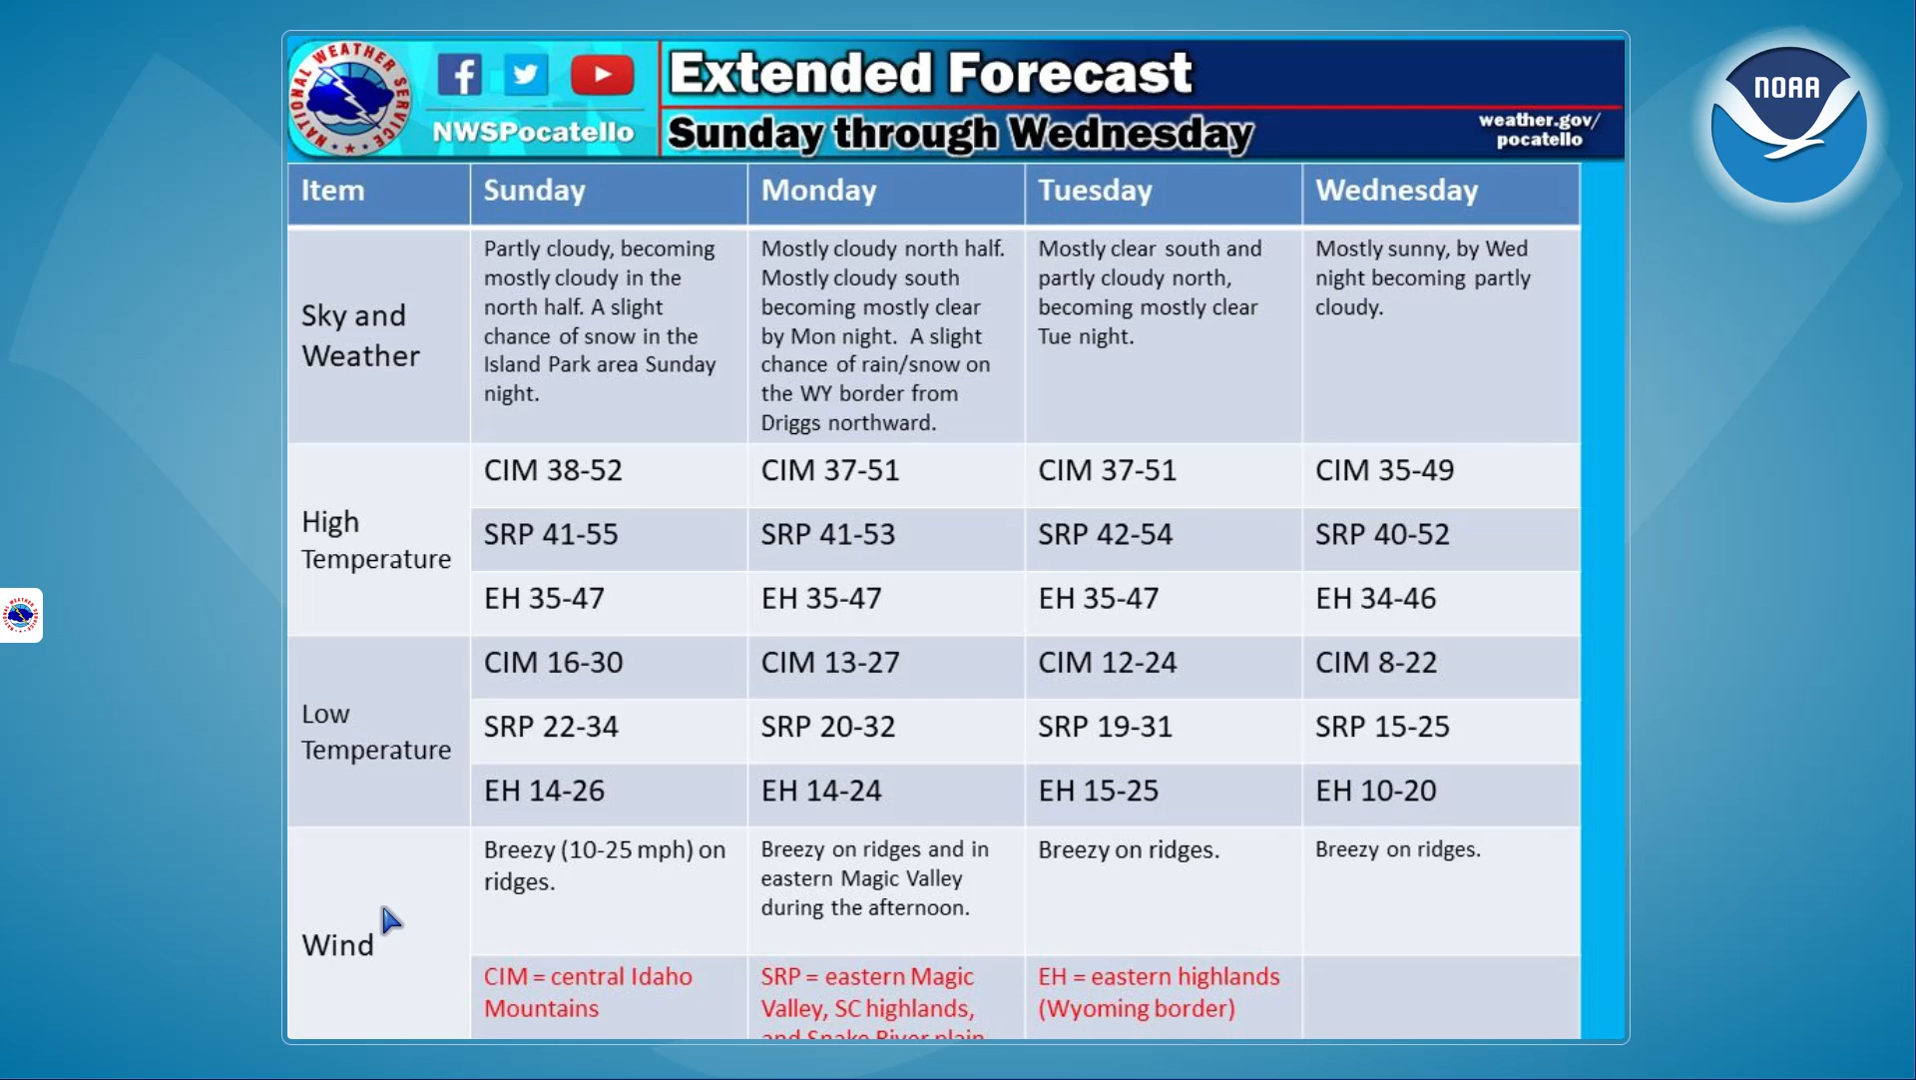 NATIONAL WEATHER SERVICE
NWSPocatello
Extended Forecast
Sunday through Wednesday
weather.gov/
pocatello
NOAA
Item
Sunday
Monday
Tuesday
Wednesday
Sky and
Weather
Partly cloudy, becoming
mostly cloudy in the
north half. A slight
chance of snow in the
Island Park area Sunday
night.
Mostly cloudy north half.
Mostly cloudy south
becoming mostly clear
by Mon night. A slight
chance of rain/snow on
the WY border from
Driggs northward.
Mostly clear south and
partly cloudy north,
becoming mostly clear
Tue night.
Mostly sunny, by Wed
night becoming partly
cloudy.
High
Temperature
CIM 38-52
CIM 37-51
CIM 37-51
CIM 35-49
SRP 41-55
SRP 41-53
SRP 42-54
SRP 40-52
EH 35-47
EH 35-47
EH 35-47
EH 34-46
Low
Temperature
CIM 16-30
CIM 13-27
CIM 12-24
CIM 8-22
SRP 22-34
SRP 20-32
SRP 19-31
SRP 15-25
EH 14-26
EH 14-24
EH 15-25
EH 10-20
Wind
Breezy (10-25 mph) on
ridges.
Breezy on ridges and in
eastern Magic Valley
during the afternoon.
Breezy on ridges.
Breezy on ridges.
CIM = central Idaho
Mountains
SRP = eastern Magic
Valley, SC highlands,
and Snake River plain
EH = eastern highlands
(Wyoming border)